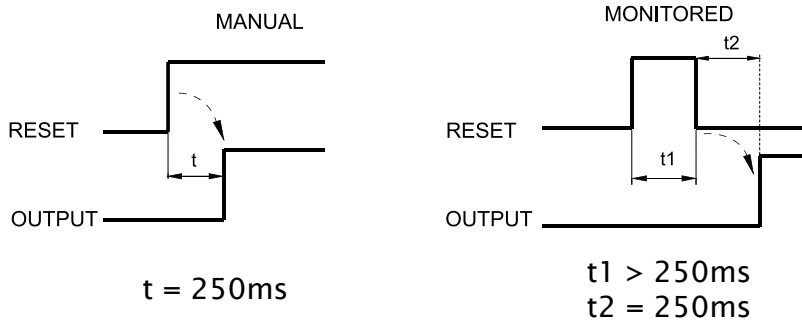 MANUAL
RESET
t
OUTPUT
t = 250ms
MONITORED
t2
RESET
t1
OUTPUT
t1 > 250ms
t2 = 250ms